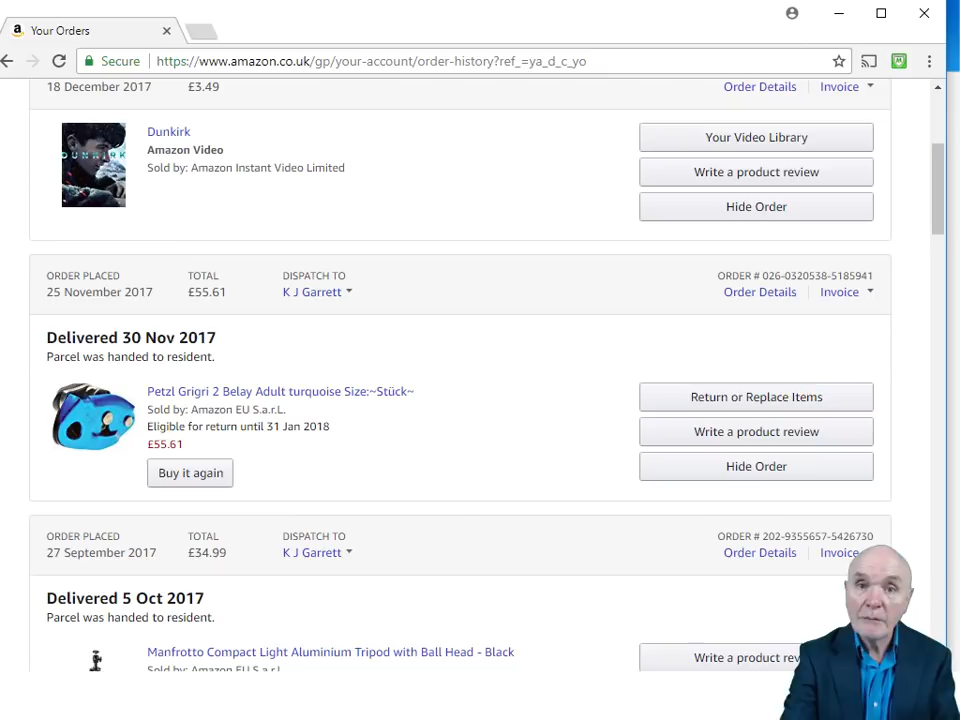 Your Orders
Secure https://www.amazon.co.uk/gp/your-account/order-history?ref_=ya_d_c_yo
18 December 2017 £3.49 Order Details Invoice
DUNKIRK
Dunkirk
Amazon Video
Sold by: Amazon Instant Video Limited
Your Video Library
Write a product review
Hide Order
ORDER PLACED TOTAL DISPATCH TO ORDER # 026-0320538-5185941
25 November 2017 £55.61 K J Garrett Order Details Invoice
Delivered 30 Nov 2017
Parcel was handed to resident.
Petzl Grigri 2 Belay Adult turquoise Size:~Stück~
Sold by: Amazon EU S.a.r.L.
Eligible for return until 31 Jan 2018
£55.61
Buy it again
Return or Replace Items
Write a product review
Hide Order
ORDER PLACED TOTAL DISPATCH TO ORDER # 202-9355657-5426730
27 September 2017 £34.99 K J Garrett Order Details Invoice
Delivered 5 Oct 2017
Parcel was handed to resident.
Manfrotto Compact Light Aluminium Tripod with Ball Head - Black
Sold by: Amazon EU S.a.r.L.
Write a product rev